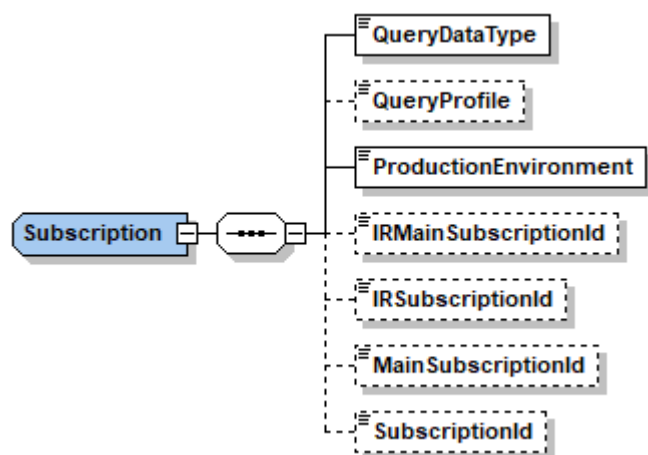 QueryDataType
QueryProfile
ProductionEnvironment
Subscription
IRMainSubscriptionId
IRSubscriptionId
MainSubscriptionId
SubscriptionId